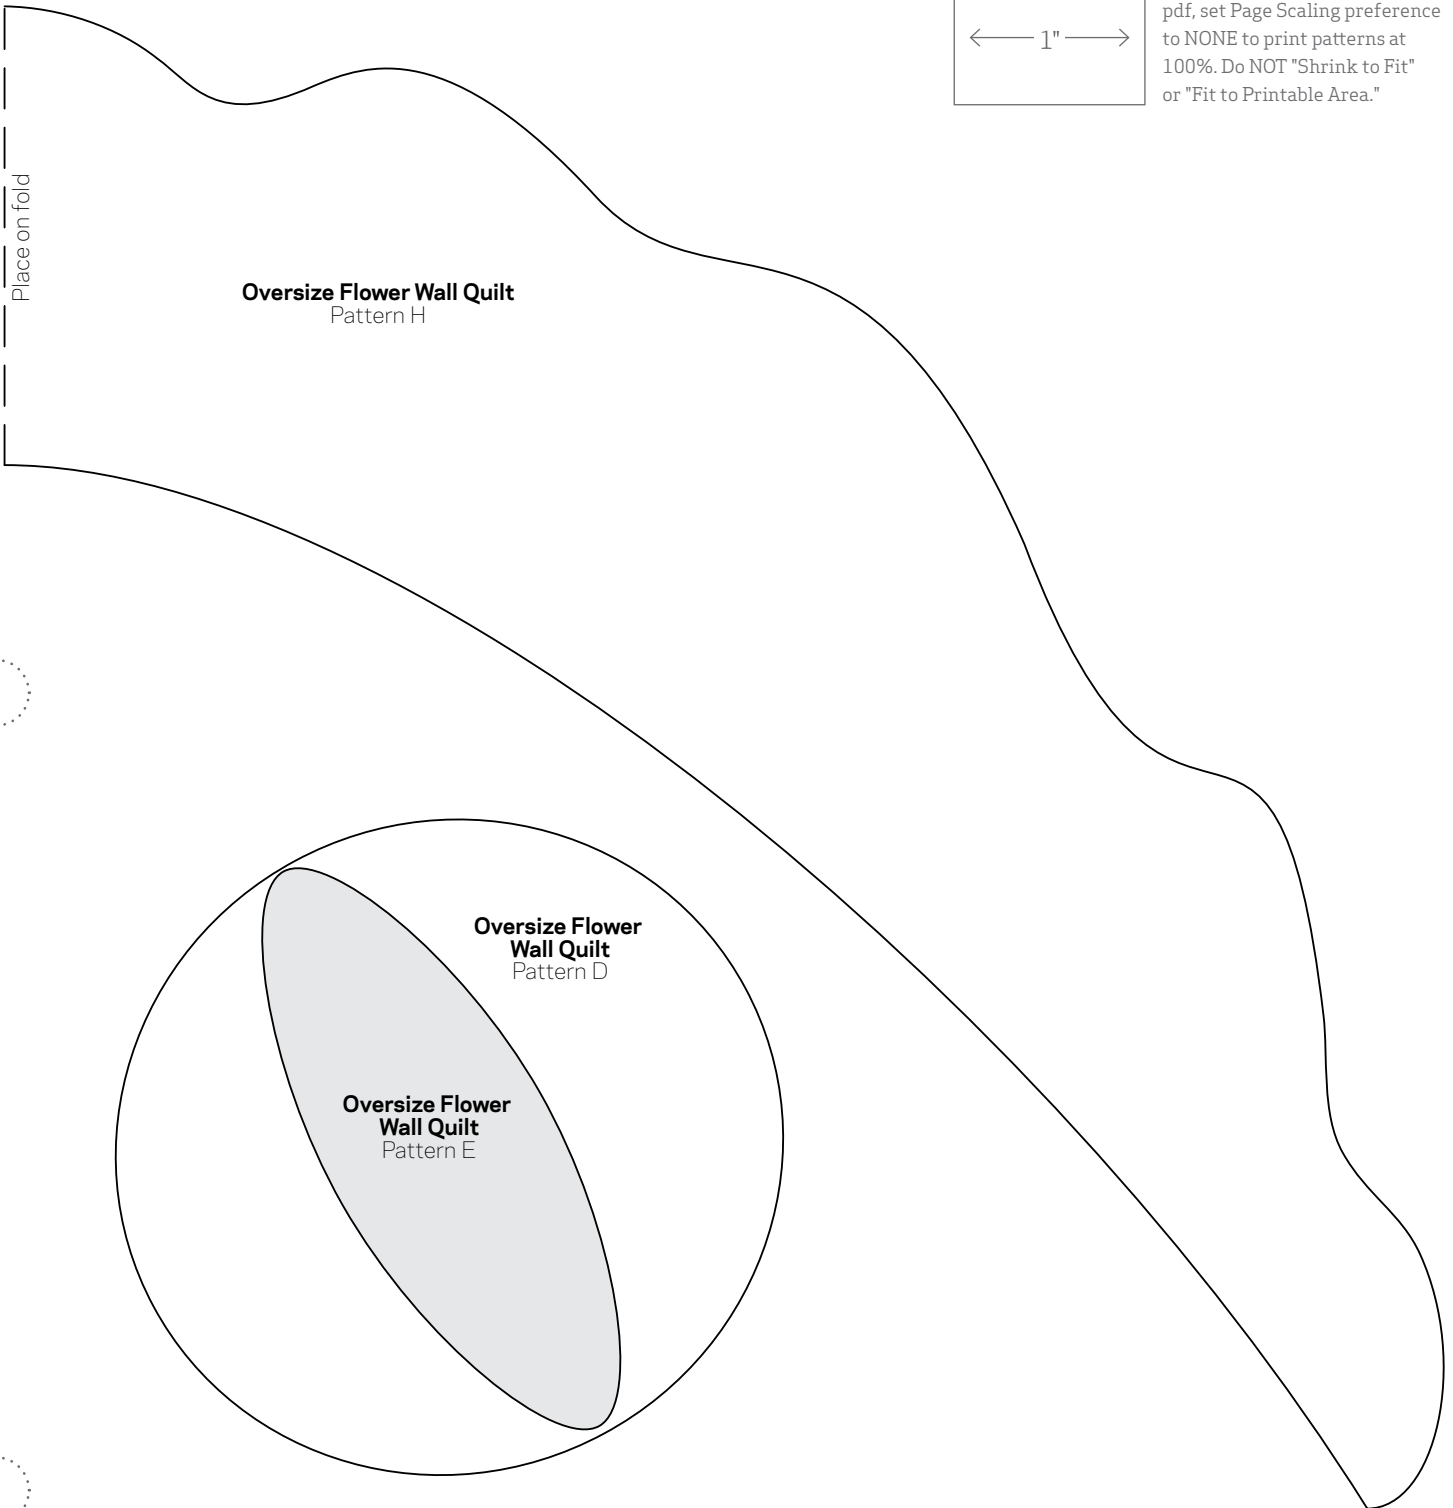 pdf, set Page Scaling preference
to NONE to print patterns at
100%. Do NOT "Shrink to Fit"
or "Fit to Printable Area."
1"
Place on fold
Oversize Flower Wall Quilt
Pattern H
Oversize Flower
Wall Quilt
Pattern D
Oversize Flower
Wall Quilt
Pattern E